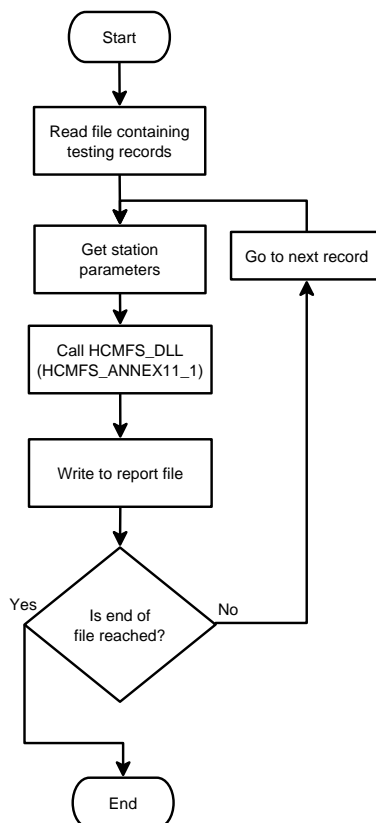 Start
Read file containing
testing records
Get station
parameters
Go to next record
Call HCMFS_DLL
(HCMFS_ANNEX11_1)
Write to report file
Yes
No
Is end of
file reached?
End